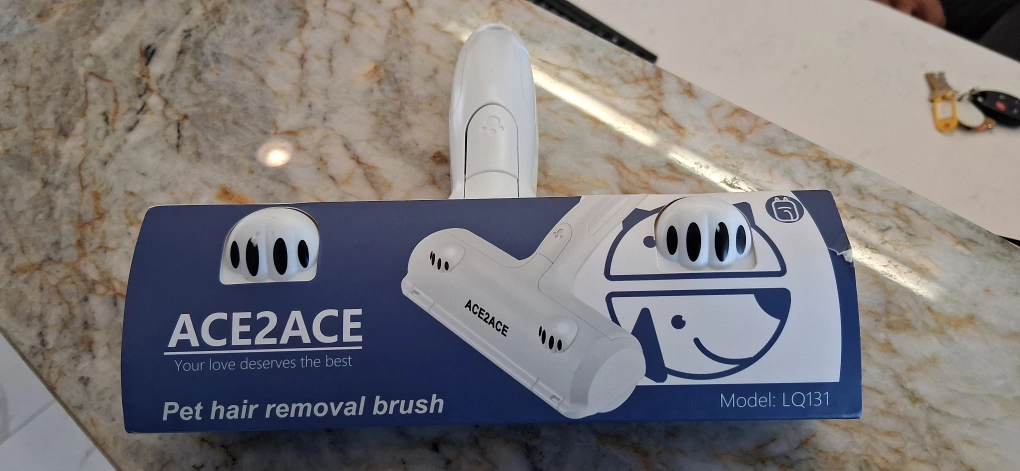 ACE2ACE
Your love deserves the best
Pet hair removal brush
ACE2ACE
Model: LQ131